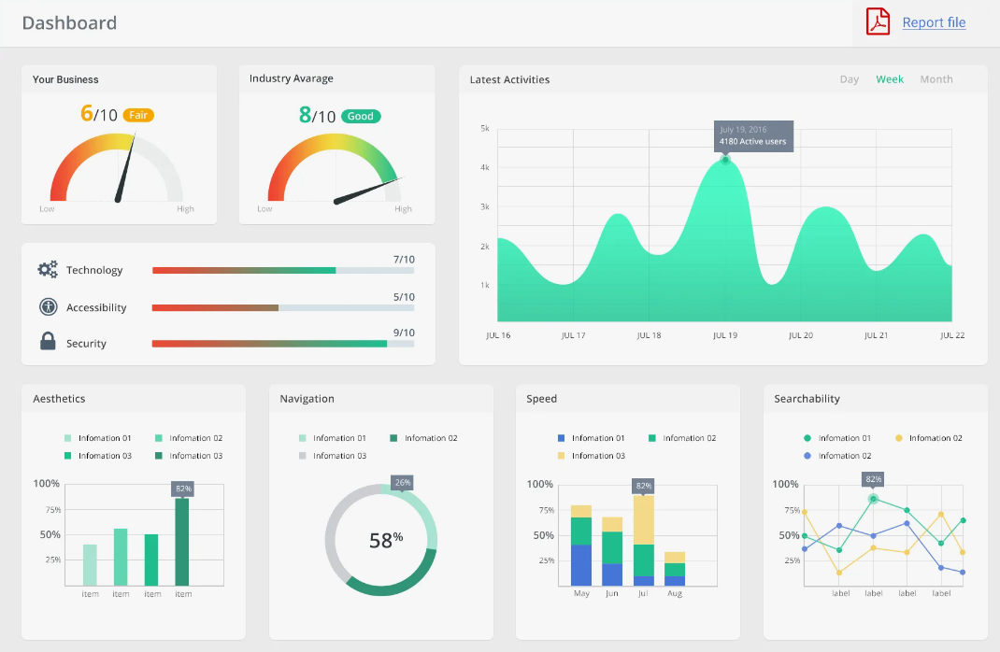 Dashboard
Report file
Your Business
6/10 Fair
Low High
Industry Avarage
8/10 Good
Low High
Latest Activities
Day Week Month
July 19, 2016
4180 Active users
5k
4k
3k
2k
1k
JUL 16 JUL 17 JUL 18 JUL 19 JUL 20 JUL 21 JUL 22
Technology 7/10
Accessibility 5/10
Security 9/10
Aesthetics
Infomation 01 Infomation 02
Infomation 03 Infomation 03
82%
100%
75%
50%
25%
item item item item
Navigation
Infomation 01 Infomation 02
Infomation 03
26%
58%
Speed
Infomation 01 Infomation 02
Infomation 03
82%
100%
75%
50%
25%
May Jun Jul Aug
Searchability
Infomation 01 Infomation 02
Infomation 02
82%
100%
75%
50%
25%
label label label label